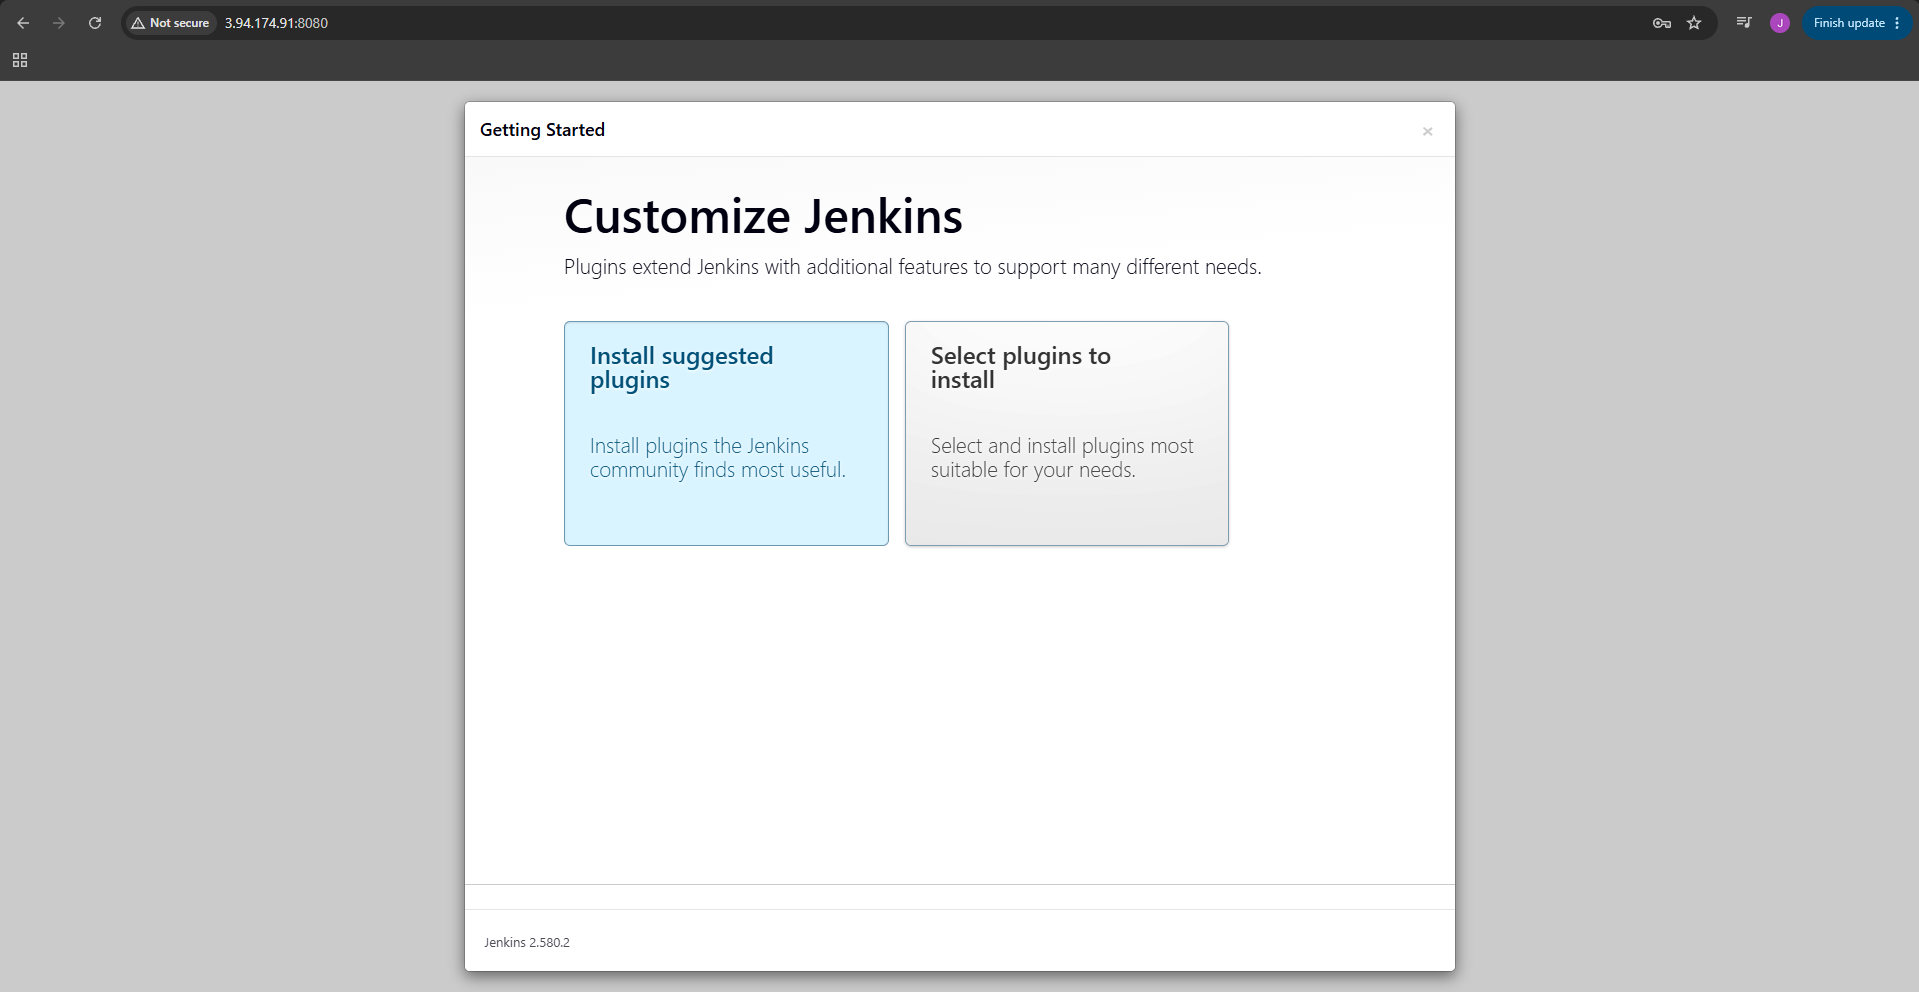 Not secure
3.94.174.91:8080
J
Finish update
Getting Started
×
Customize Jenkins
Plugins extend Jenkins with additional features to support many different needs.
Install suggested
plugins
Install plugins the Jenkins
community finds most useful.
Select plugins to
install
Select and install plugins most
suitable for your needs.
Jenkins 2.580.2